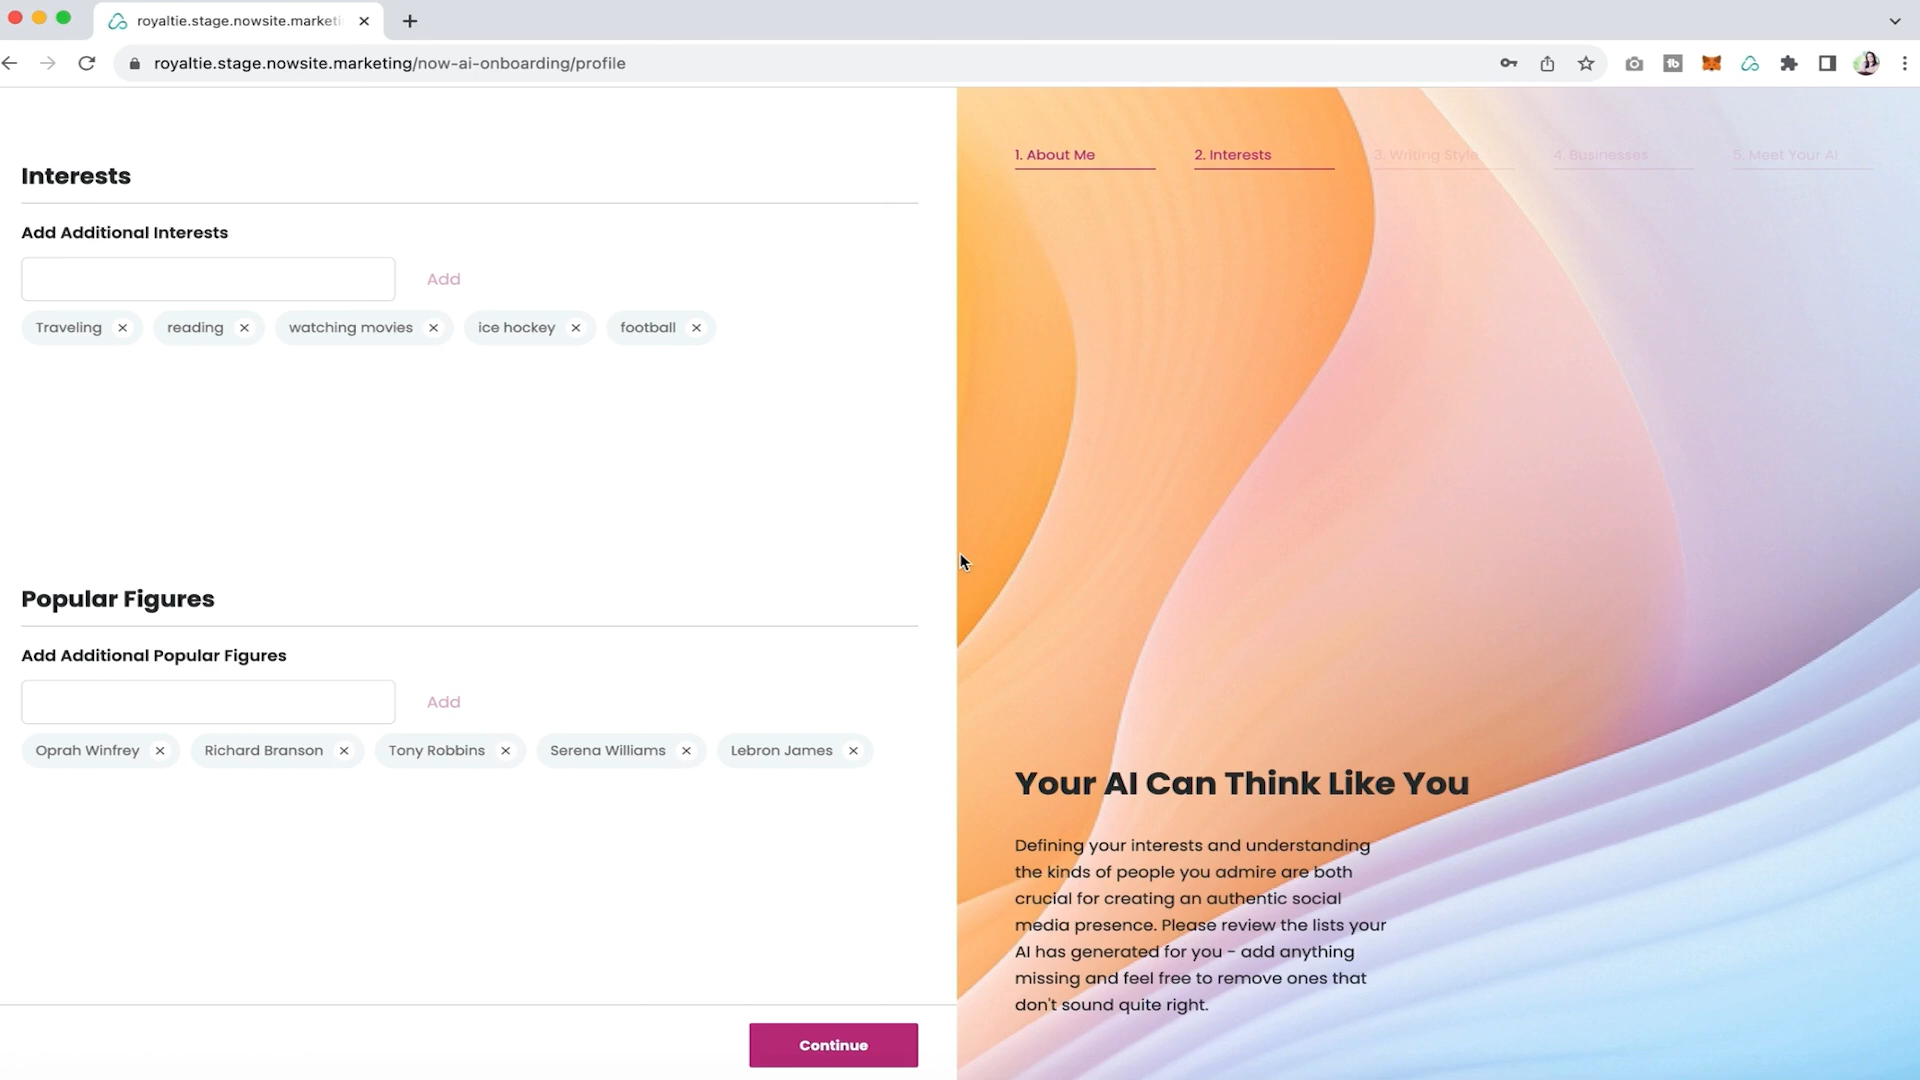 royaltie.stage.nowsite.marketi
royaltie.stage.nowsite.marketing/now-ai-onboarding/profile
tb
1. About Me
2. Interests
3. Writing Style
4. Businesses
5. Meet Your AI
Interests
Add Additional Interests
Add
Traveling
reading
watching movies
ice hockey
football
Popular Figures
Add Additional Popular Figures
Add
Oprah Winfrey
Richard Branson
Tony Robbins
Serena Williams
Lebron James
Continue
Your AI Can Think Like You
Defining your interests and understanding
the kinds of people you admire are both
crucial for creating an authentic social
media presence. Please review the lists your
AI has generated for you - add anything
missing and feel free to remove ones that
don't sound quite right.